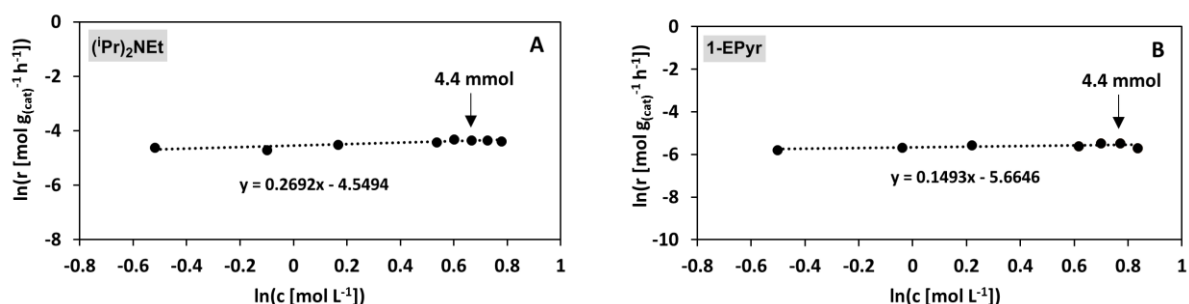 (ⁱPr)₂NEt
A
4.4 mmol
y = 0.2692x - 4.5494
ln(r [mol g(cat)⁻¹ h⁻¹])
0
-2
-4
-6
-8
-0.8 -0.6 -0.4 -0.2 0 0.2 0.4 0.6 0.8 1
ln(c [mol L⁻¹])
1-EPyr
B
4.4 mmol
y = 0.1493x - 5.6646
ln(r [mol g(cat)⁻¹ h⁻¹])
0
-2
-4
-6
-8
-10
-0.8 -0.6 -0.4 -0.2 0 0.2 0.4 0.6 0.8 1
ln(c [mol L⁻¹])